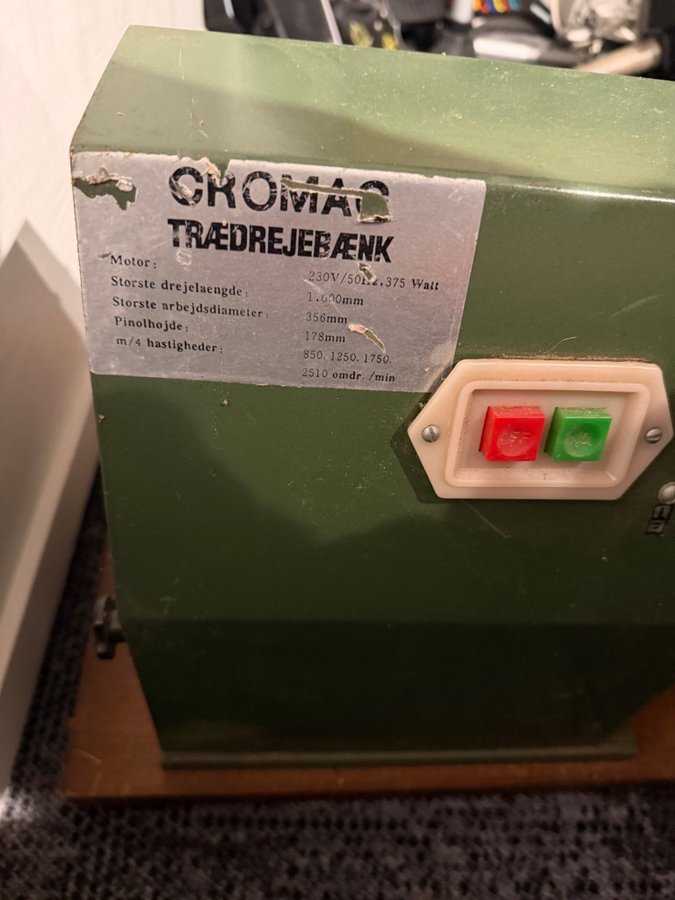 CROMAC
TRÆDREJEBÆNK
Motor: 230V/50Hz, 375 Watt
Storste drejelaengde: 1.000mm
Storste arbejdsdiameter: 356mm
Pinolhojde: 178mm
m/4 hastigheder: 850. 1250. 1750.
2510 omdr. /min